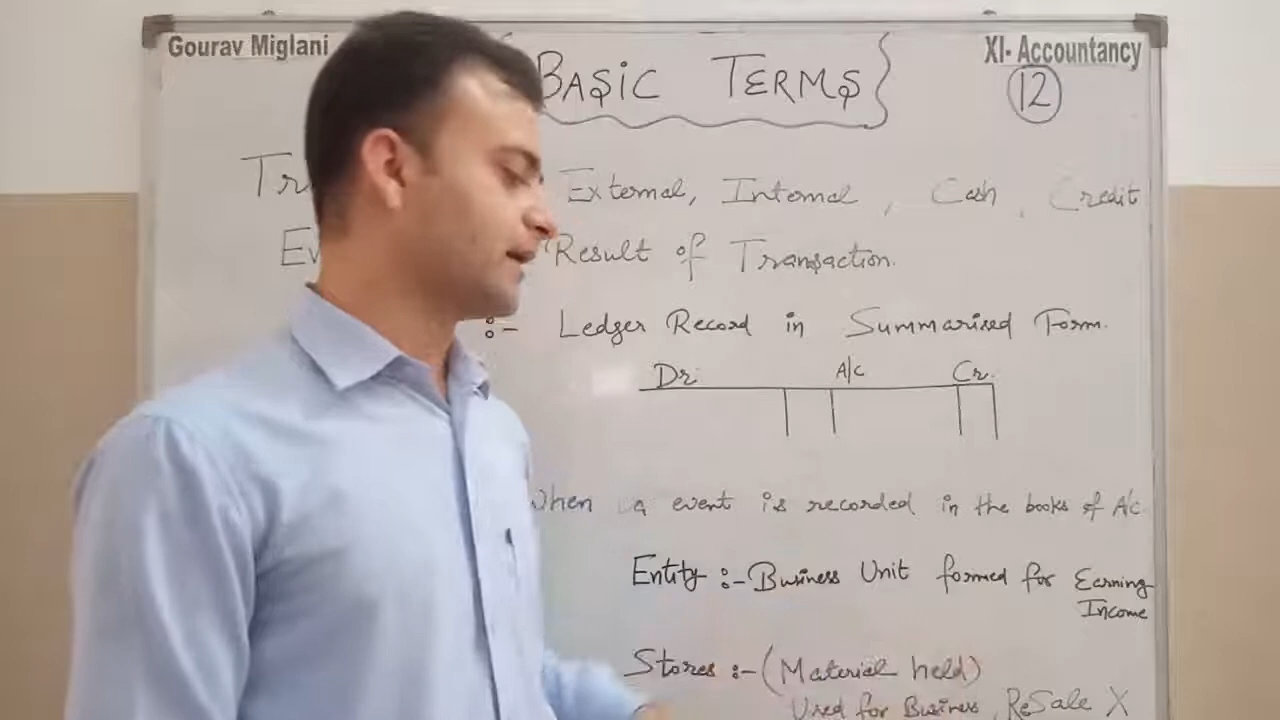 Gourav Miglani
XI- Accountancy
BASIC TERMS
12
Tr External, Internal, Cash, Credit
Ev Result of Transaction.
:- Ledger Record in Summarised Form.
Dr. A/c Cr.
When a event is recorded in the books of A/c
Entity :- Business Unit formed for Earning
Income
Stores :- (Material held)
Used for Business, ReSale X